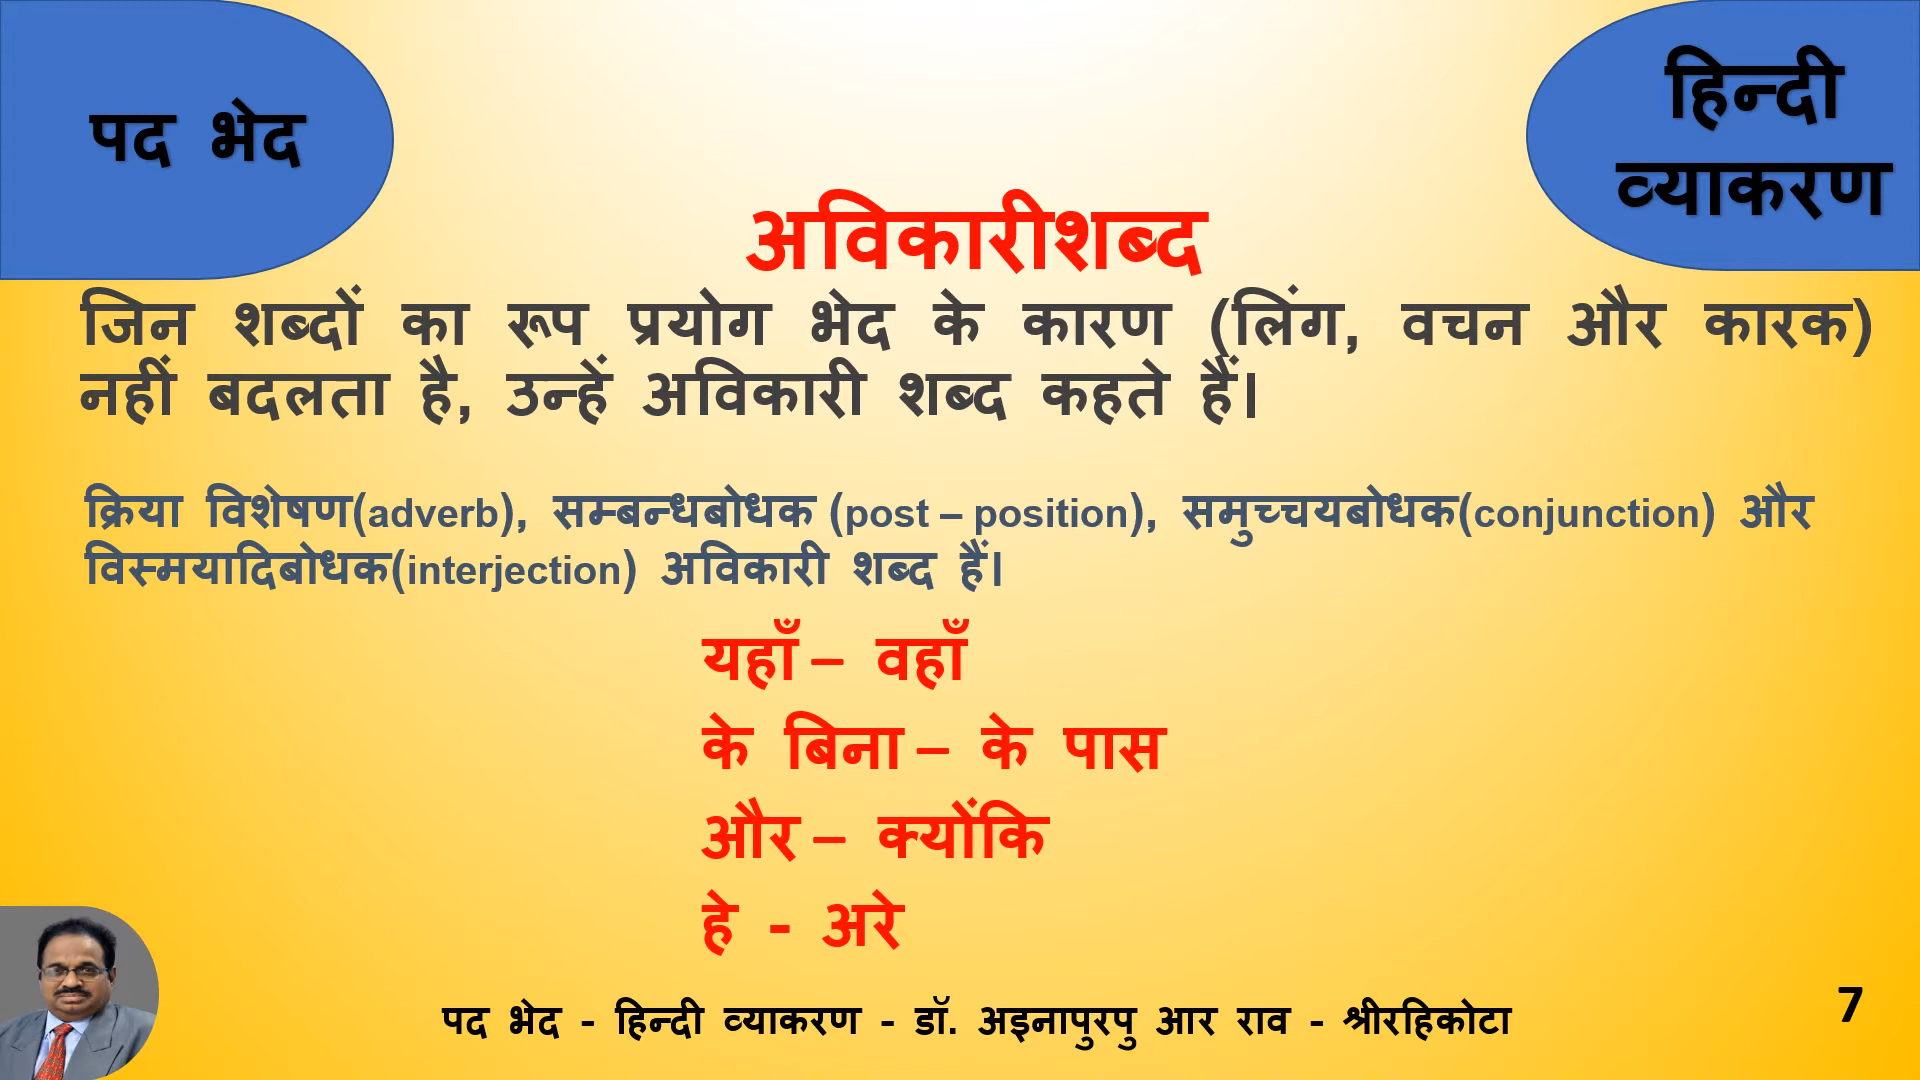 पद भेद
हिन्दी
व्याकरण
अविकारीशब्द
जिन शब्दों का रूप प्रयोग भेद के कारण (लिंग, वचन और कारक)
नहीं बदलता है, उन्हें अविकारी शब्द कहते हैं।
क्रिया विशेषण(adverb), सम्बन्धबोधक (post – position), समुच्चयबोधक(conjunction) और
विस्मयादिबोधक(interjection) अविकारी शब्द हैं।
यहाँ – वहाँ
के बिना – के पास
और – क्योंकि
हे - अरे
पद भेद - हिन्दी व्याकरण - डॉ. अइनापुरपु आर राव - श्रीरहिकोटा
7